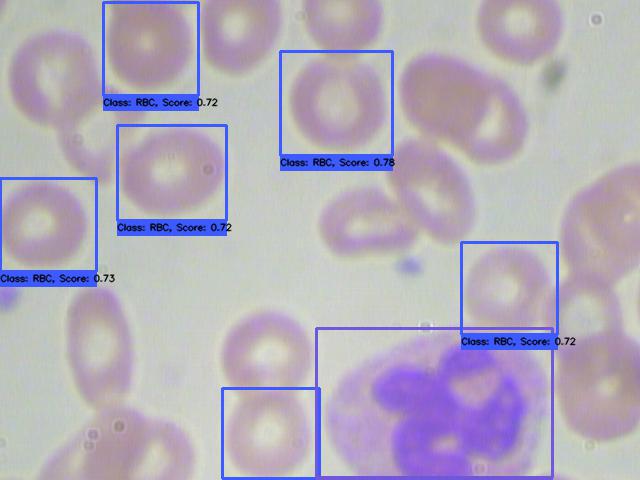 Class: RBC, Score: 0.72
Class: RBC, Score: 0.78
Class: RBC, Score: 0.72
Class: RBC, Score: 0.73
Class: RBC, Score: 0.72